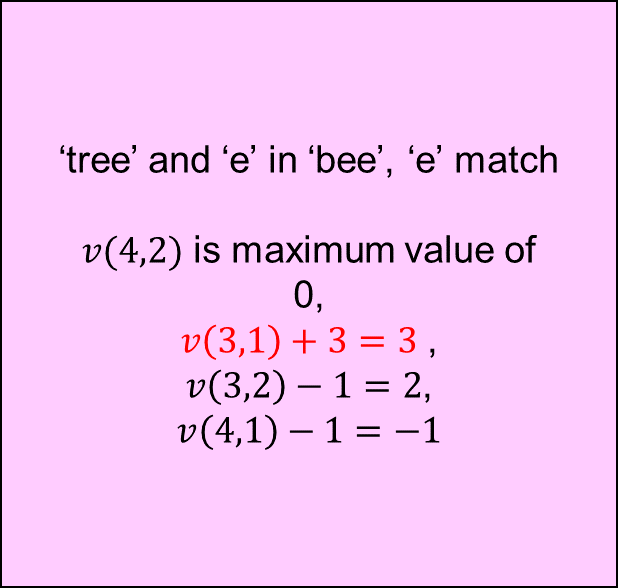 ‘tree’ and ‘e’ in ‘bee’, ‘e’ match
𝑣(4,2) is maximum value of
0,
𝑣(3,1) + 3 = 3 ,
𝑣(3,2) − 1 = 2,
𝑣(4,1) − 1 = −1